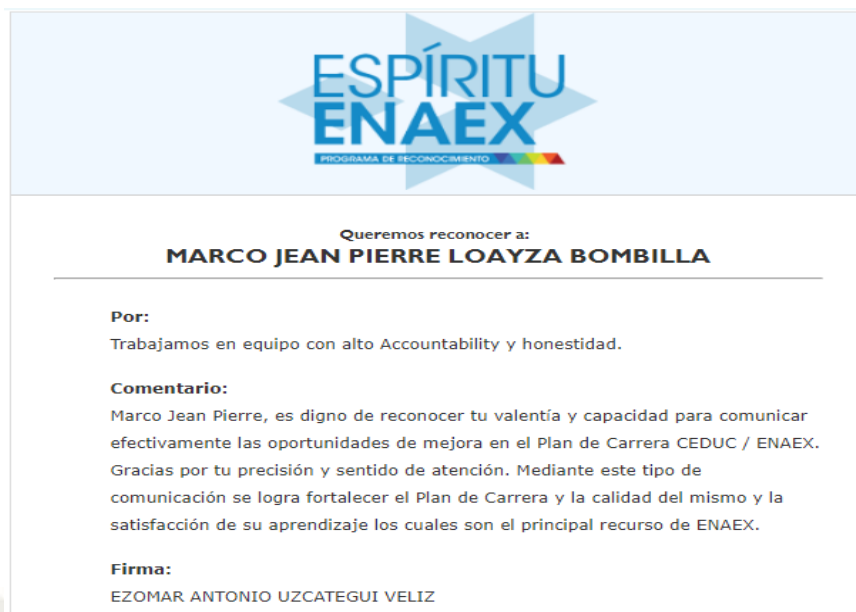 ESPÍRITU
ENAEX
PROGRAMA DE RECONOCIMIENTO
Queremos reconocer a:
MARCO JEAN PIERRE LOAYZA BOMBILLA
Por:
Trabajamos en equipo con alto Accountability y honestidad.
Comentario:
Marco Jean Pierre, es digno de reconocer tu valentía y capacidad para comunicar
efectivamente las oportunidades de mejora en el Plan de Carrera CEDUC / ENAEX.
Gracias por tu precisión y sentido de atención. Mediante este tipo de
comunicación se logra fortalecer el Plan de Carrera y la calidad del mismo y la
satisfacción de su aprendizaje los cuales son el principal recurso de ENAEX.
Firma:
EZOMAR ANTONIO UZCATEGUI VELIZ